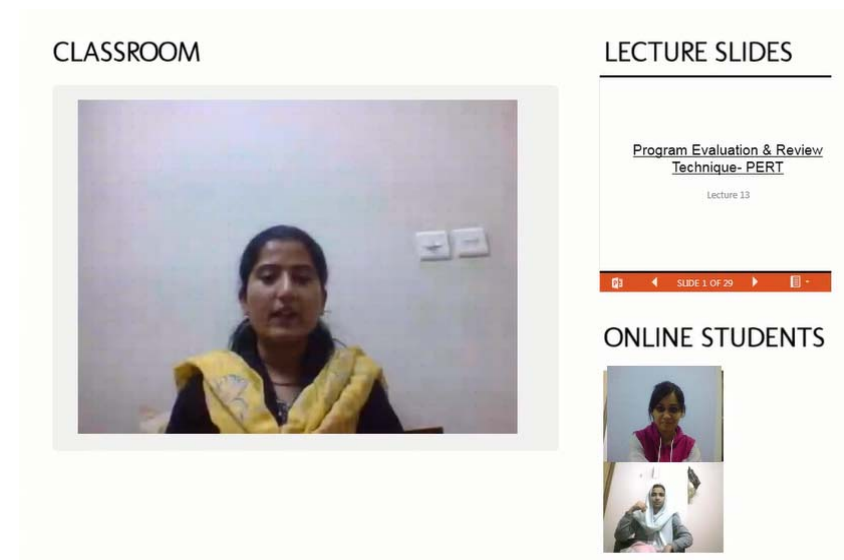 CLASSROOM
LECTURE SLIDES
Program Evaluation & Review
Technique- PERT
Lecture 13
SLIDE 1 OF 29
ONLINE STUDENTS